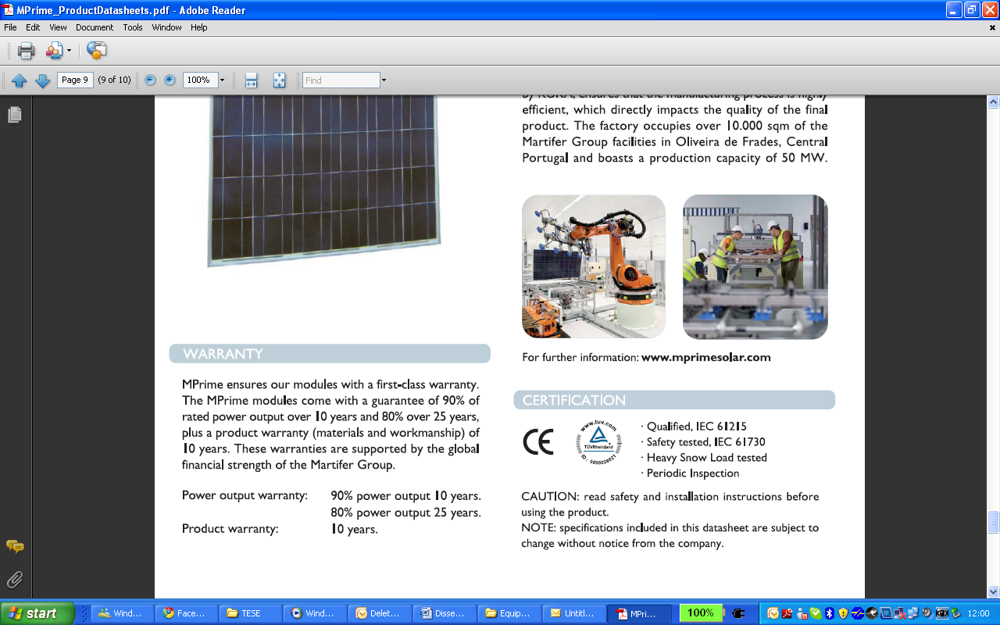 MPrime_ProductDatasheets.pdf - Adobe Reader
File Edit View Document Tools Window Help
Page 9 (9 of 10) 100% Find
by KUKA, ensures that the manufacturing process is highly
efficient, which directly impacts the quality of the final
product. The factory occupies over 10.000 sqm of the
Martifer Group facilities in Oliveira de Frades, Central
Portugal and boasts a production capacity of 50 MW.
For further information: www.mprimesolar.com
WARRANTY
MPrime ensures our modules with a first-class warranty.
The MPrime modules come with a guarantee of 90% of
rated power output over 10 years and 80% over 25 years,
plus a product warranty (materials and workmanship) of
10 years. These warranties are supported by the global
financial strength of the Martifer Group.
Power output warranty: 90% power output 10 years.
80% power output 25 years.
Product warranty: 10 years.
CERTIFICATION
CE
www.tuv.com
TÜVRheinland
ID: 0000028021
· Qualified, IEC 61215
· Safety tested, IEC 61730
· Heavy Snow Load tested
· Periodic Inspection
CAUTION: read safety and installation instructions before
using the product.
NOTE: specifications included in this datasheet are subject to
change without notice from the company.
start Wind... Face... TESE Wind... Delet... Disse... Equip... Untitl... MPri... 100% 12:00